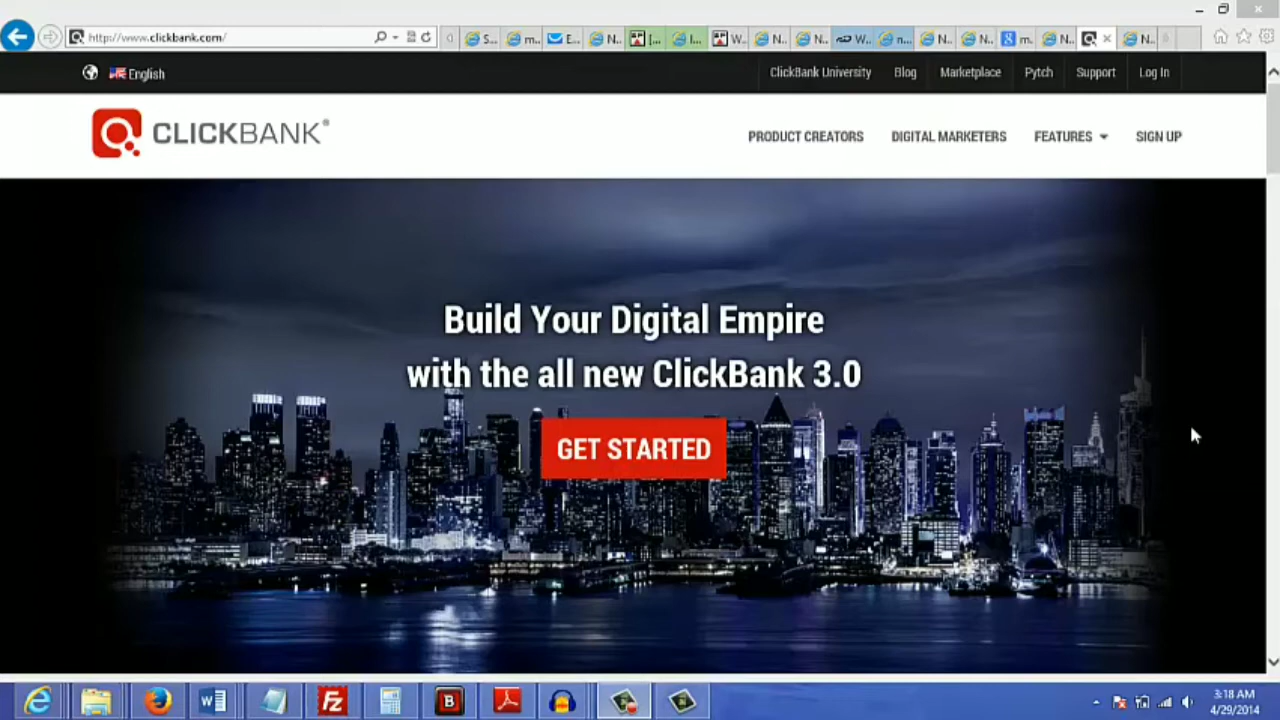 http://www.clickbank.com/
S...
m...
E...
N...
[...
I...
W...
N...
N...
W...
n...
N...
N...
m...
N...
N...
English
ClickBank University
Blog
Marketplace
Pytch
Support
Log In
CLICKBANK®
PRODUCT CREATORS
DIGITAL MARKETERS
FEATURES
SIGN UP
Build Your Digital Empire
with the all new ClickBank 3.0
GET STARTED
3:18 AM
4/29/2014